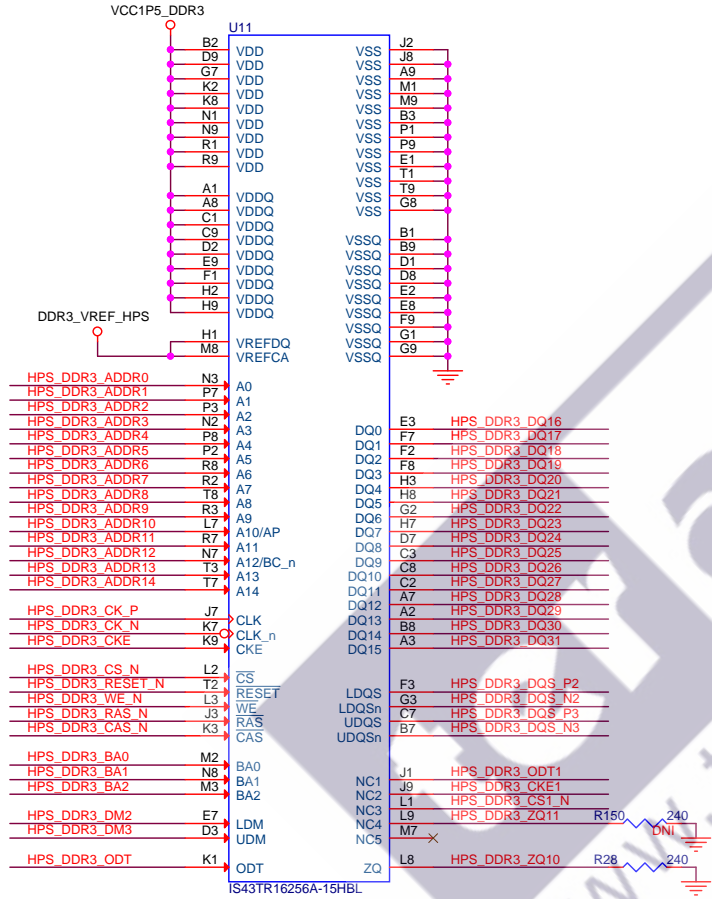 VCC1P5_DDR3
U11
B2 VDD VSS J2
D9 VDD VSS J8
G7 VDD VSS A9
K2 VDD VSS M1
K8 VDD VSS M9
N1 VDD VSS B3
N9 VDD VSS P1
R1 VDD VSS P9
R9 VDD VSS E1
VSS T1
A1 VDDQ VSS T9
A8 VDDQ VSS G8
C1 VDDQ
C9 VDDQ VSSQ B1
D2 VDDQ VSSQ B9
E9 VDDQ VSSQ D1
F1 VDDQ VSSQ D8
H2 VDDQ VSSQ E2
H9 VDDQ VSSQ E8
DDR3_VREF_HPS
VSSQ F9
H1 VREFDQ VSSQ G1
M8 VREFCA VSSQ G9
HPS_DDR3_ADDR0 N3 A0
HPS_DDR3_ADDR1 P7 A1
HPS_DDR3_ADDR2 P3 A2
HPS_DDR3_ADDR3 N2 A3 DQ0 E3 HPS_DDR3_DQ16
HPS_DDR3_ADDR4 P8 A4 DQ1 F7 HPS_DDR3_DQ17
HPS_DDR3_ADDR5 P2 A5 DQ2 F2 HPS_DDR3_DQ18
HPS_DDR3_ADDR6 R8 A6 DQ3 F8 HPS_DDR3_DQ19
HPS_DDR3_ADDR7 R2 A7 DQ4 H3 HPS_DDR3_DQ20
HPS_DDR3_ADDR8 T8 A8 DQ5 H8 HPS_DDR3_DQ21
HPS_DDR3_ADDR9 R3 A9 DQ6 G2 HPS_DDR3_DQ22
HPS_DDR3_ADDR10 L7 A10/AP DQ7 H7 HPS_DDR3_DQ23
HPS_DDR3_ADDR11 R7 A11 DQ8 D7 HPS_DDR3_DQ24
HPS_DDR3_ADDR12 N7 A12/BC_n DQ9 C3 HPS_DDR3_DQ25
HPS_DDR3_ADDR13 T3 A13 DQ10 C8 HPS_DDR3_DQ26
HPS_DDR3_ADDR14 T7 A14 DQ11 C2 HPS_DDR3_DQ27
DQ12 A7 HPS_DDR3_DQ28
HPS_DDR3_CK_P J7 CLK DQ13 A2 HPS_DDR3_DQ29
HPS_DDR3_CK_N K7 CLK_n DQ14 B8 HPS_DDR3_DQ30
HPS_DDR3_CKE K9 CKE DQ15 A3 HPS_DDR3_DQ31
HPS_DDR3_CS_N L2 CS
HPS_DDR3_RESET_N T2 RESET LDQS F3 HPS_DDR3_DQS_P2
HPS_DDR3_WE_N L3 WE LDQSn G3 HPS_DDR3_DQS_N2
HPS_DDR3_RAS_N J3 RAS UDQS C7 HPS_DDR3_DQS_P3
HPS_DDR3_CAS_N K3 CAS UDQSn B7 HPS_DDR3_DQS_N3
HPS_DDR3_BA0 M2 BA0
HPS_DDR3_BA1 N8 BA1 NC1 J1 HPS_DDR3_ODT1
HPS_DDR3_BA2 M3 BA2 NC2 J9 HPS_DDR3_CKE1
NC3 L1 HPS_DDR3_CS1_N
HPS_DDR3_DM2 E7 LDM NC4 L9 HPS_DDR3_ZQ11 R150 240
HPS_DDR3_DM3 D3 UDM NC5 M7 DNI
HPS_DDR3_ODT K1 ODT ZQ L8 HPS_DDR3_ZQ10 R28 240
IS43TR16256A-15HBL